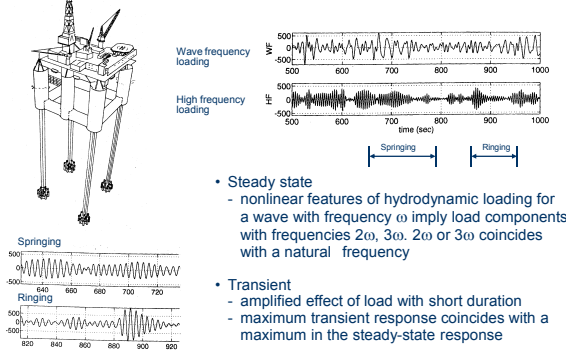 Wave frequency
loading
WF
500
0
-500
500 600 700 800 900 1000
High frequency
loading
HF
500
0
-500
500 600 700 800 900 1000
time (sec)
Springing
Ringing
• Steady state
- nonlinear features of hydrodynamic loading for
a wave with frequency ω imply load components
with frequencies 2ω, 3ω. 2ω or 3ω coincides
with a natural frequency
• Transient
- amplified effect of load with short duration
- maximum transient response coincides with a
maximum in the steady-state response
Springing
500
0
-500
640 660 680 700 720
Ringing
500
0
-500
820 840 860 880 900 920